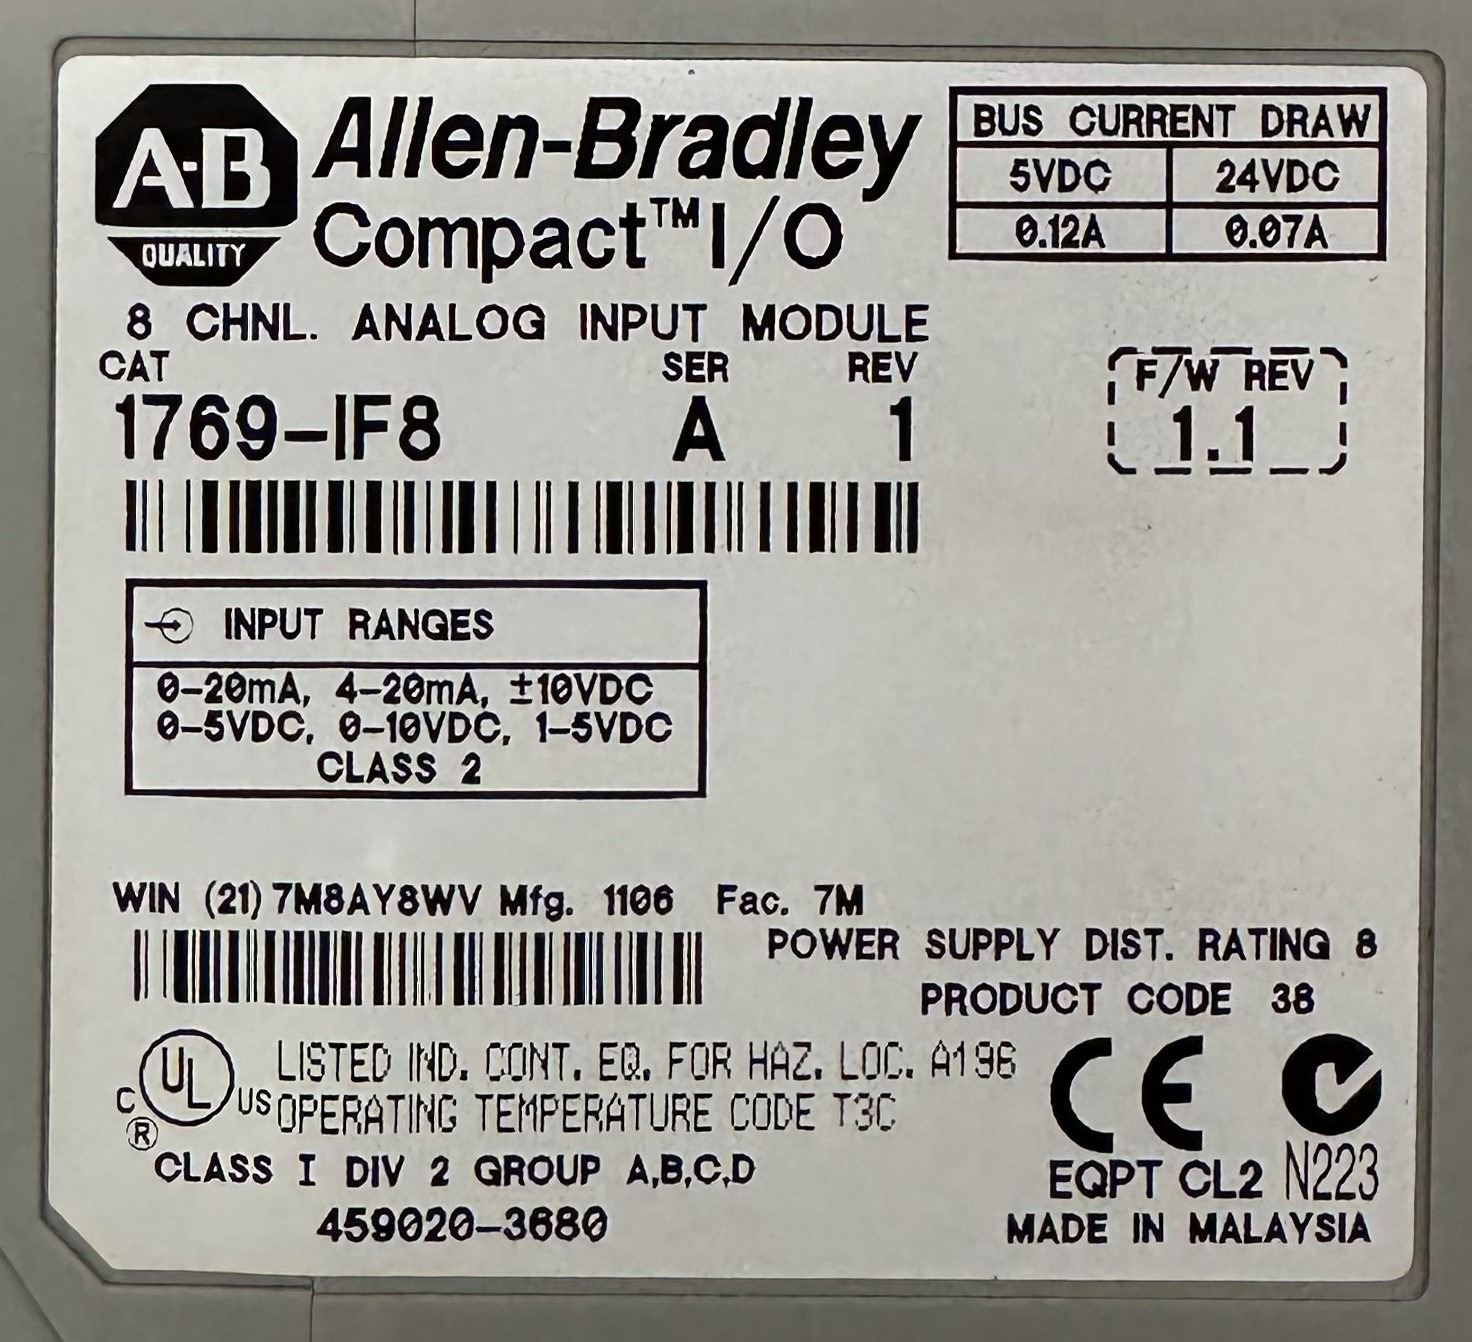 A-B
QUALITY
Allen-Bradley
Compact™ I/O
BUS CURRENT DRAW
5VDC 24VDC
0.12A 0.07A
8 CHNL. ANALOG INPUT MODULE
CAT SER REV
1769-IF8 A 1
F/W REV
1.1
INPUT RANGES
0-20mA, 4-20mA, ±10VDC
0-5VDC, 0-10VDC, 1-5VDC
CLASS 2
WIN (21) 7M8AY8WV Mfg. 1106 Fac. 7M
POWER SUPPLY DIST. RATING 8
PRODUCT CODE 38
C UL US ®
LISTED IND. CONT. EQ. FOR HAZ. LOC. A196
OPERATING TEMPERATURE CODE T3C
CLASS I DIV 2 GROUP A,B,C,D
459020-3680
CE
EQPT CL2 N223
MADE IN MALAYSIA